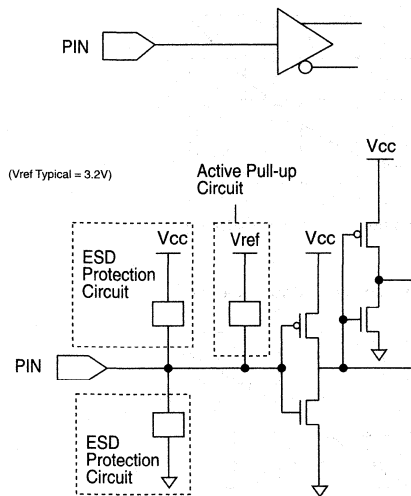 PIN
(Vref Typical = 3.2V)
Active Pull-up
Circuit
Vcc
Vcc
Vref
Vcc
ESD
Protection
Circuit
PIN
ESD
Protection
Circuit